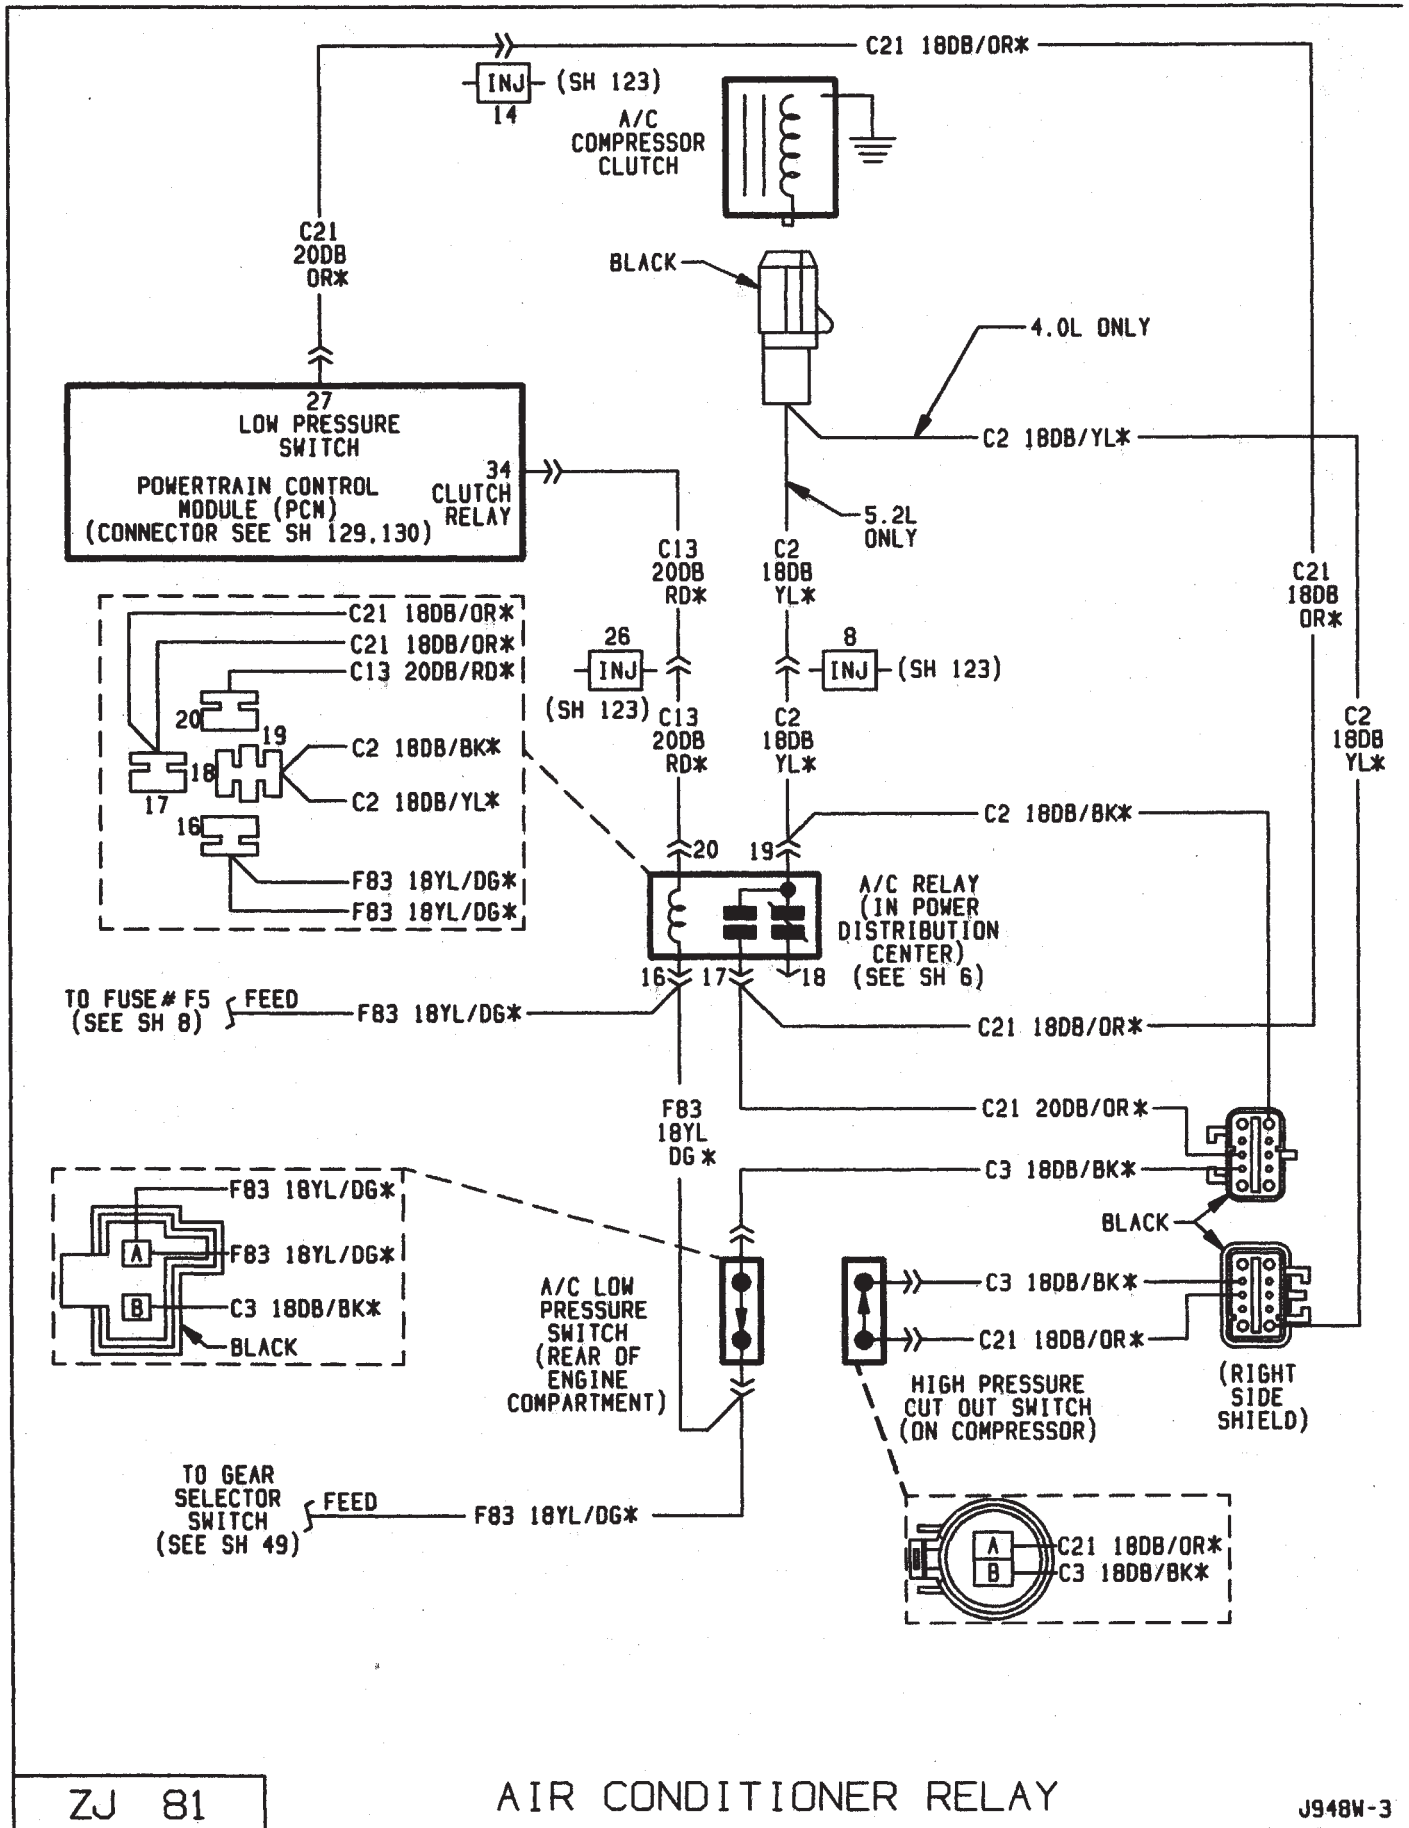 C21 18DB/OR*
INJ (SH 123)
14
A/C
COMPRESSOR
CLUTCH
C21
20DB
OR*
BLACK
4.0L ONLY
27
LOW PRESSURE
SWITCH
C2 18DB/YL*
34
CLUTCH
RELAY
POWERTRAIN CONTROL
MODULE (PCM)
(CONNECTOR SEE SH 129,130)
5.2L
ONLY
C13
20DB
RD*
C2
18DB
YL*
C21
18DB
OR*
C21 18DB/OR*
C21 18DB/OR*
C13 20DB/RD*
20
19
C2 18DB/BK*
18
C2 18DB/YL*
17
16
F83 18YL/DG*
F83 18YL/DG*
26
INJ
(SH 123)
8
INJ (SH 123)
C13
20DB
RD*
C2
18DB
YL*
C2
18DB
YL*
C2 18DB/BK*
20
19
A/C RELAY
(IN POWER
DISTRIBUTION
CENTER)
(SEE SH 6)
16
17
18
TO FUSE# F5
(SEE SH 8)
FEED
F83 18YL/DG*
C21 18DB/OR*
F83
18YL
DG*
C21 20DB/OR*
C3 18DB/BK*
BLACK
F83 18YL/DG*
A
F83 18YL/DG*
B
C3 18DB/BK*
BLACK
A/C LOW
PRESSURE
SWITCH
(REAR OF
ENGINE
COMPARTMENT)
C3 18DB/BK*
C21 18DB/OR*
HIGH PRESSURE
CUT OUT SWITCH
(ON COMPRESSOR)
(RIGHT
SIDE
SHIELD)
TO GEAR
SELECTOR
SWITCH
(SEE SH 49)
FEED
F83 18YL/DG*
A
C21 18DB/OR*
B
C3 18DB/BK*
ZJ 81
AIR CONDITIONER RELAY
J948W-3